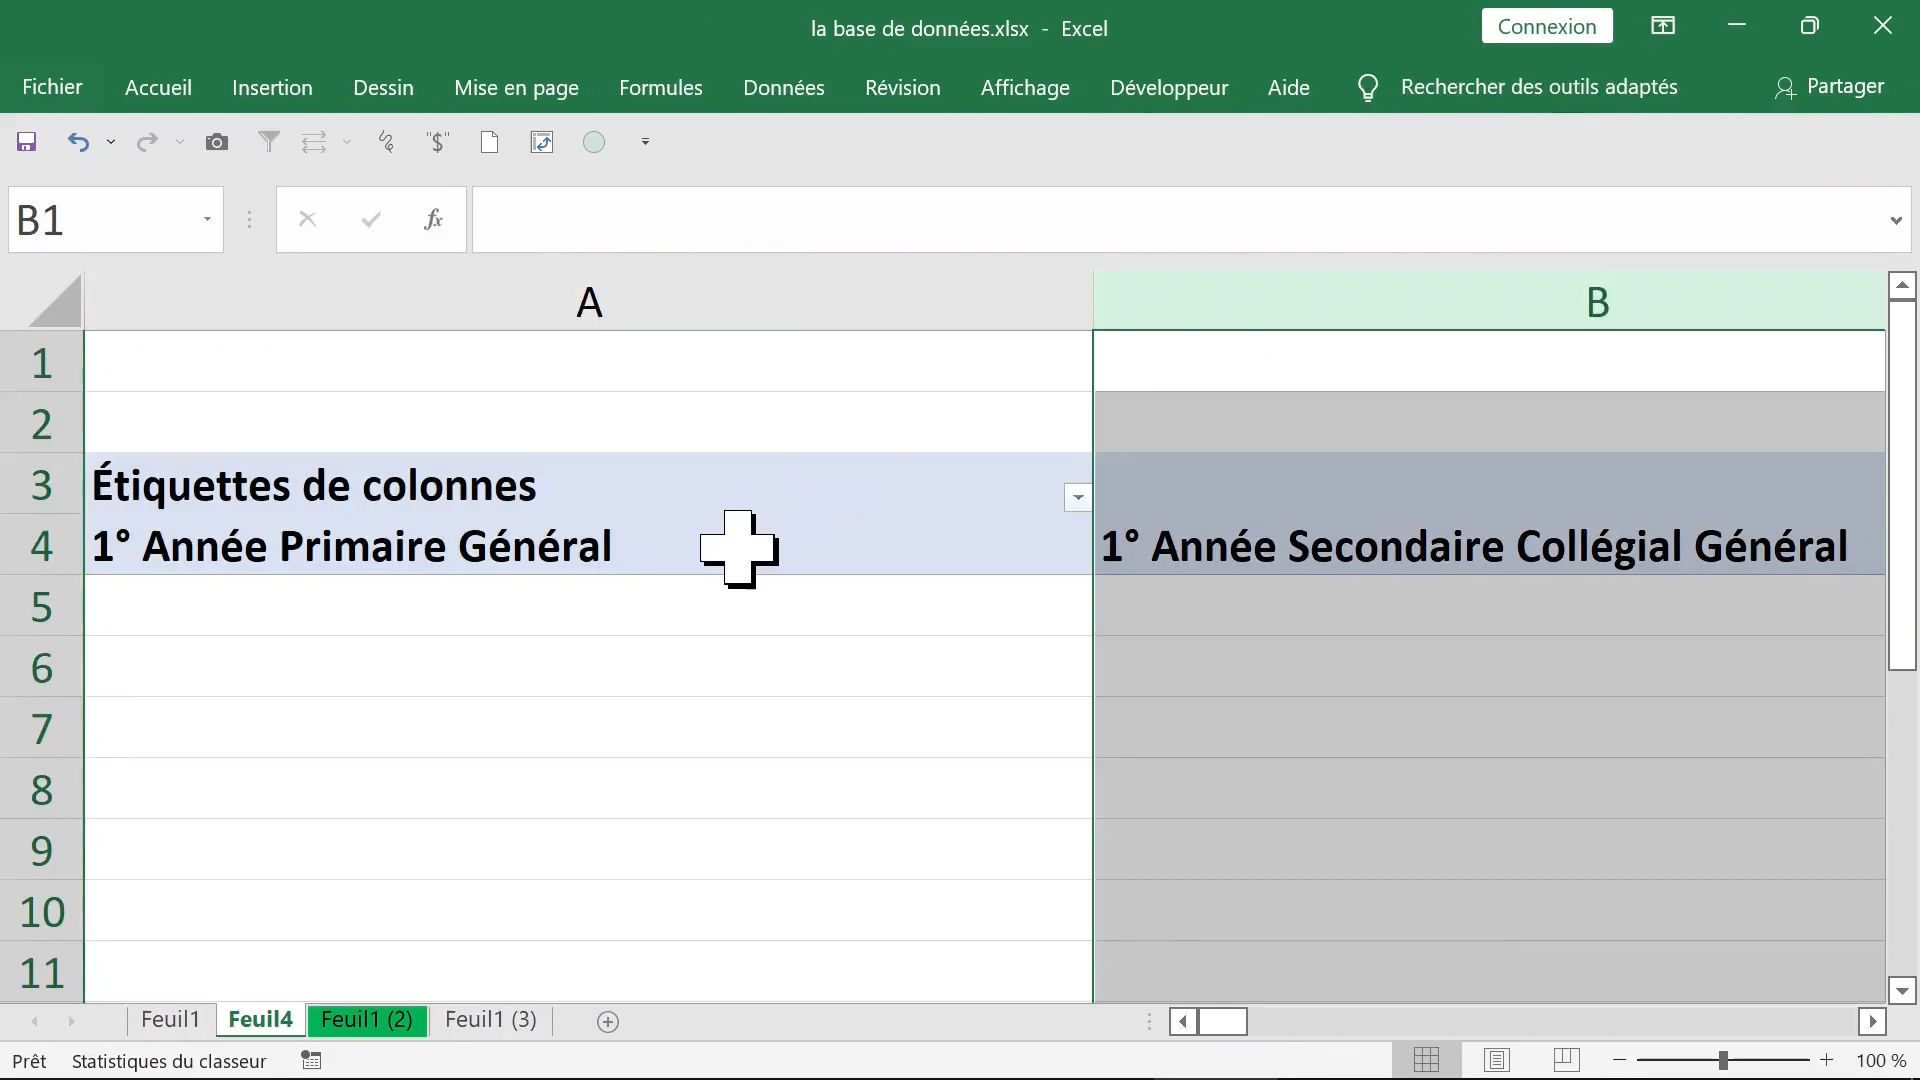 la base de données.xlsx - Excel
Connexion
Fichier Accueil Insertion Dessin Mise en page Formules Données Révision Affichage Développeur Aide Rechercher des outils adaptés Partager
"$"
B1
fx
A B
1
2
3 Étiquettes de colonnes
4 1° Année Primaire Général 1° Année Secondaire Collégial Général
5
6
7
8
9
10
11
Feuil1 Feuil4 Feuil1 (2) Feuil1 (3)
Prêt Statistiques du classeur 100 %